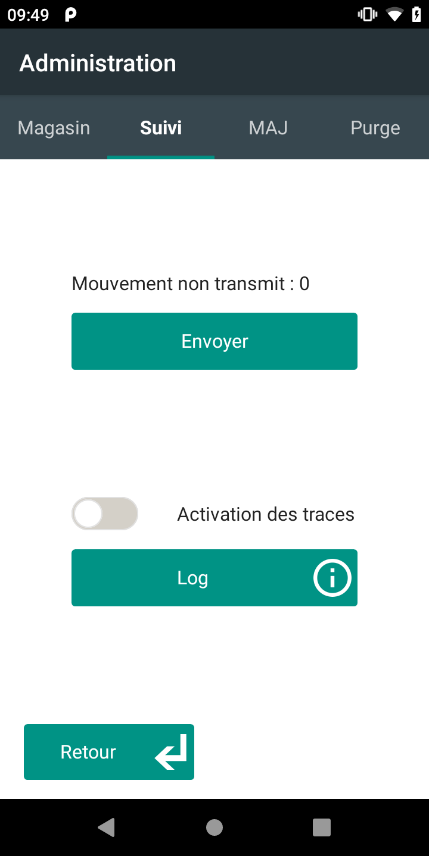 09:49
Administration
Magasin Suivi MAJ Purge
Mouvement non transmit : 0
Envoyer
Activation des traces
Log
Retour